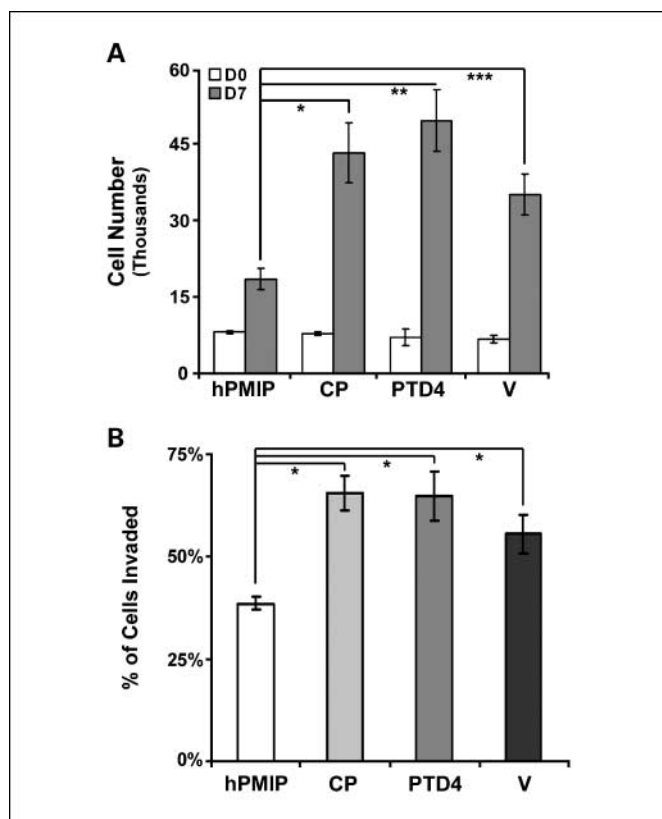 A
60
D0
D7
***
**
*
45
30
15
0
Cell Number
(Thousands)
hPMIP CP PTD4 V
B
75%
* * *
50%
25%
0%
% of Cells Invaded
hPMIP CP PTD4 V